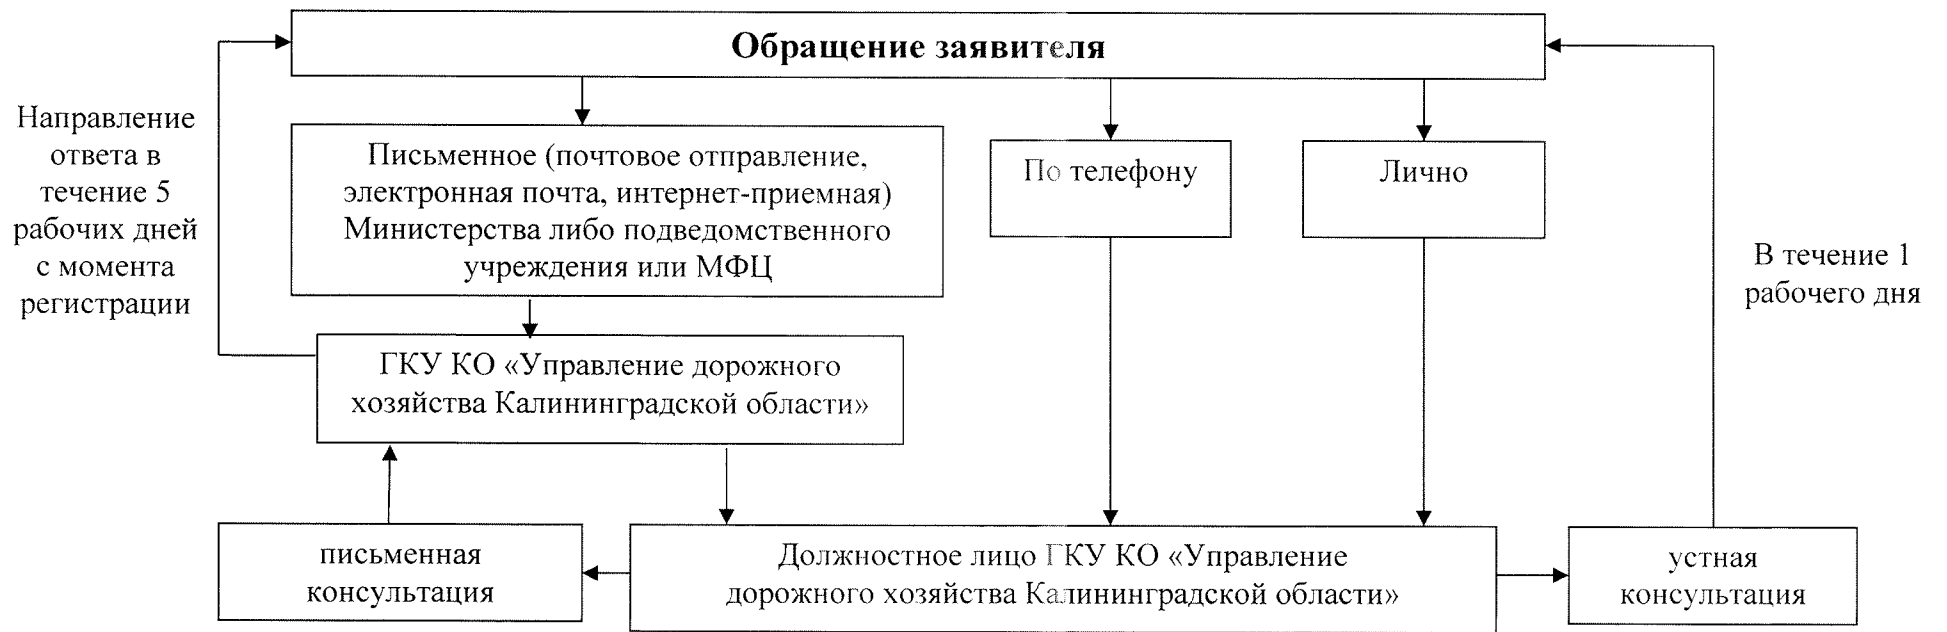 Обращение заявителя
Направление
ответа в
течение 5
рабочих дней
с момента
регистрации
Письменное (почтовое отправление,
электронная почта, интернет-приемная)
Министерства либо подведомственного
учреждения или МФЦ
По телефону
Лично
В течение 1
рабочего дня
ГКУ КО «Управление дорожного
хозяйства Калининградской области»
письменная
консультация
Должностное лицо ГКУ КО «Управление
дорожного хозяйства Калининградской области»
устная
консультация